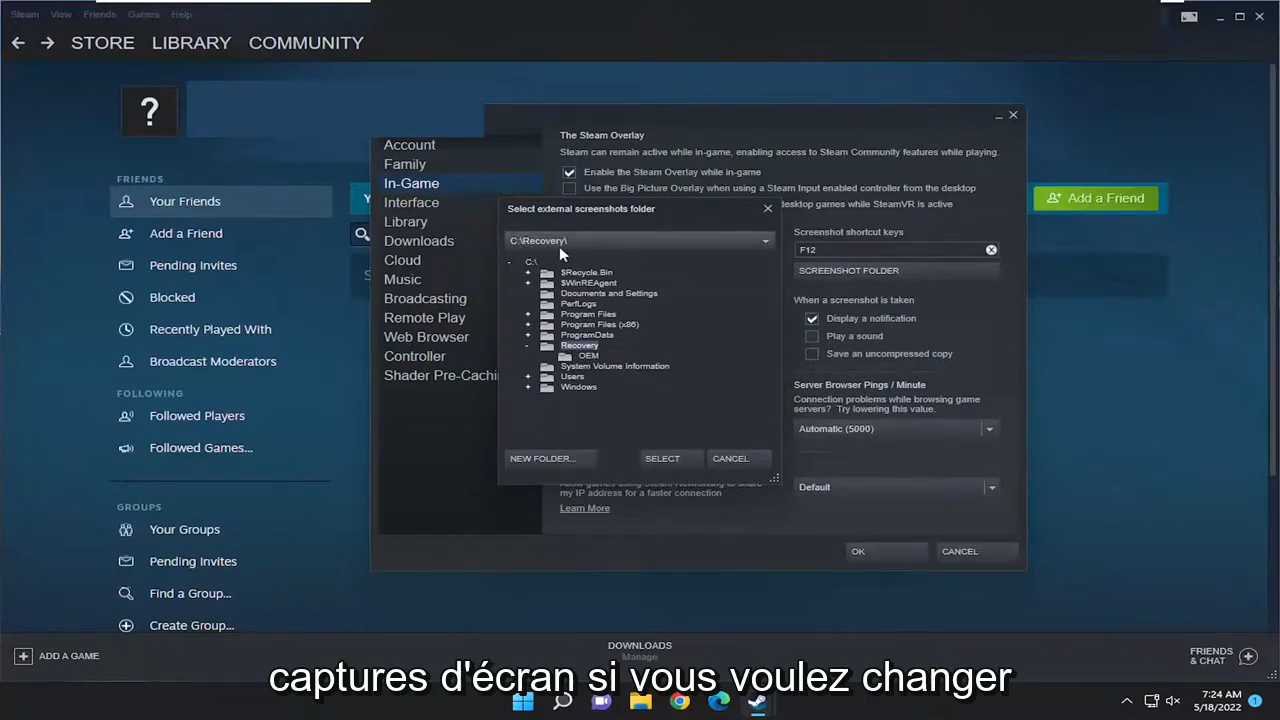 Steam View Friends Games Help
STORE LIBRARY COMMUNITY
?
FRIENDS
Your Friends
Add a Friend
Pending Invites
Blocked
Recently Played With
Broadcast Moderators
FOLLOWING
Followed Players
Followed Games...
GROUPS
Your Groups
Pending Invites
Find a Group...
Create Group...
Add a Friend
Account
Family
In-Game
Interface
Library
Downloads
Cloud
Music
Broadcasting
Remote Play
Web Browser
Controller
Shader Pre-Cachin
The Steam Overlay
Steam can remain active while in-game, enabling access to Steam Community features while playing.
Enable the Steam Overlay while in-game
Use the Big Picture Overlay when using a Steam Input enabled controller from the desktop
desktop games while SteamVR is active
Select external screenshots folder
C:\Recovery\
- C:\
+ $Recycle.Bin
+ $WinREAgent
Documents and Settings
PerfLogs
+ Program Files
+ Program Files (x86)
+ ProgramData
- Recovery
OEM
System Volume Information
+ Users
+ Windows
NEW FOLDER... SELECT CANCEL
Screenshot shortcut keys
F12
SCREENSHOT FOLDER
When a screenshot is taken
Display a notification
Play a sound
Save an uncompressed copy
Server Browser Pings / Minute
Connection problems while browsing game
servers? Try lowering this value.
Automatic (5000)
Default
Allow games using Steam Networking to share
my IP address for a faster connection
Learn More
OK CANCEL
ADD A GAME
DOWNLOADS
Manage
FRIENDS
& CHAT
captures d'écran si vous voulez changer
7:24 AM
5/18/2022
1